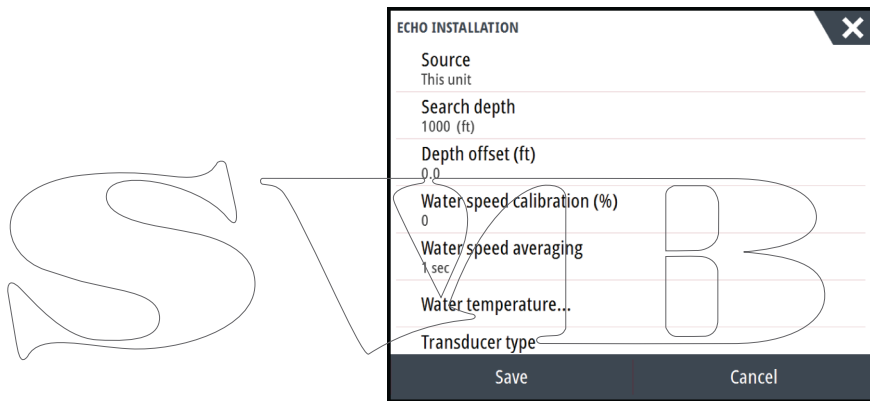 ECHO INSTALLATION
Source
This unit
Search depth
1000 (ft)
Depth offset (ft)
0.0
Water speed calibration (%)
0
Water speed averaging
1 sec
Water temperature...
Transducer type
Save
Cancel
SVB